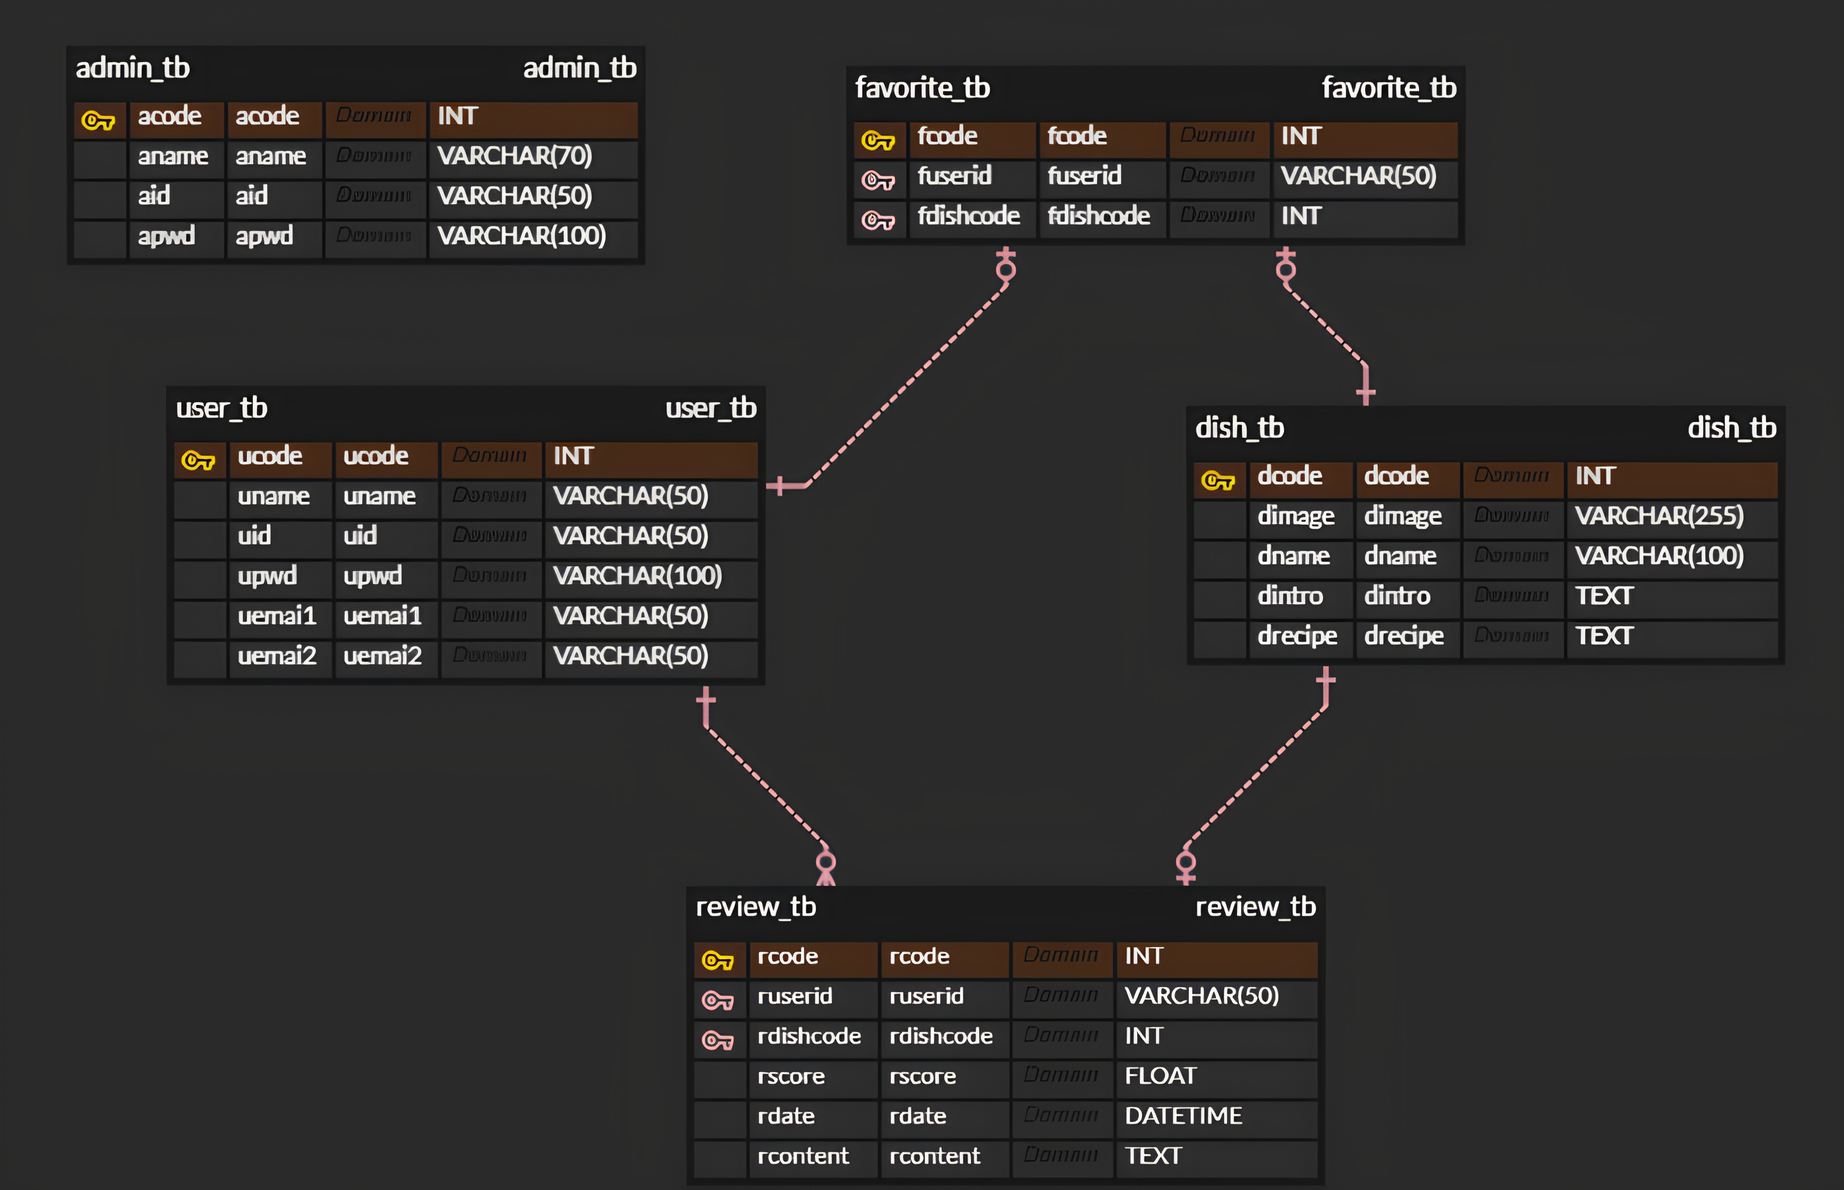 admin_tb admin_tb
acode acode Domain INT
aname aname Domain VARCHAR(70)
aid aid Domain VARCHAR(50)
apwd apwd Domain VARCHAR(100)
favorite_tb favorite_tb
fcode fcode Domain INT
fuserid fuserid Domain VARCHAR(50)
fdishcode fdishcode Domain INT
user_tb user_tb
ucode ucode Domain INT
uname uname Domain VARCHAR(50)
uid uid Domain VARCHAR(50)
upwd upwd Domain VARCHAR(100)
uemai1 uemai1 Domain VARCHAR(50)
uemai2 uemai2 Domain VARCHAR(50)
dish_tb dish_tb
dcode dcode Domain INT
dimage dimage Domain VARCHAR(255)
dname dname Domain VARCHAR(100)
dintro dintro Domain TEXT
drecipe drecipe Domain TEXT
review_tb review_tb
rcode rcode Domain INT
ruserid ruserid Domain VARCHAR(50)
rdishcode rdishcode Domain INT
rscore rscore Domain FLOAT
rdate rdate Domain DATETIME
rcontent rcontent Domain TEXT